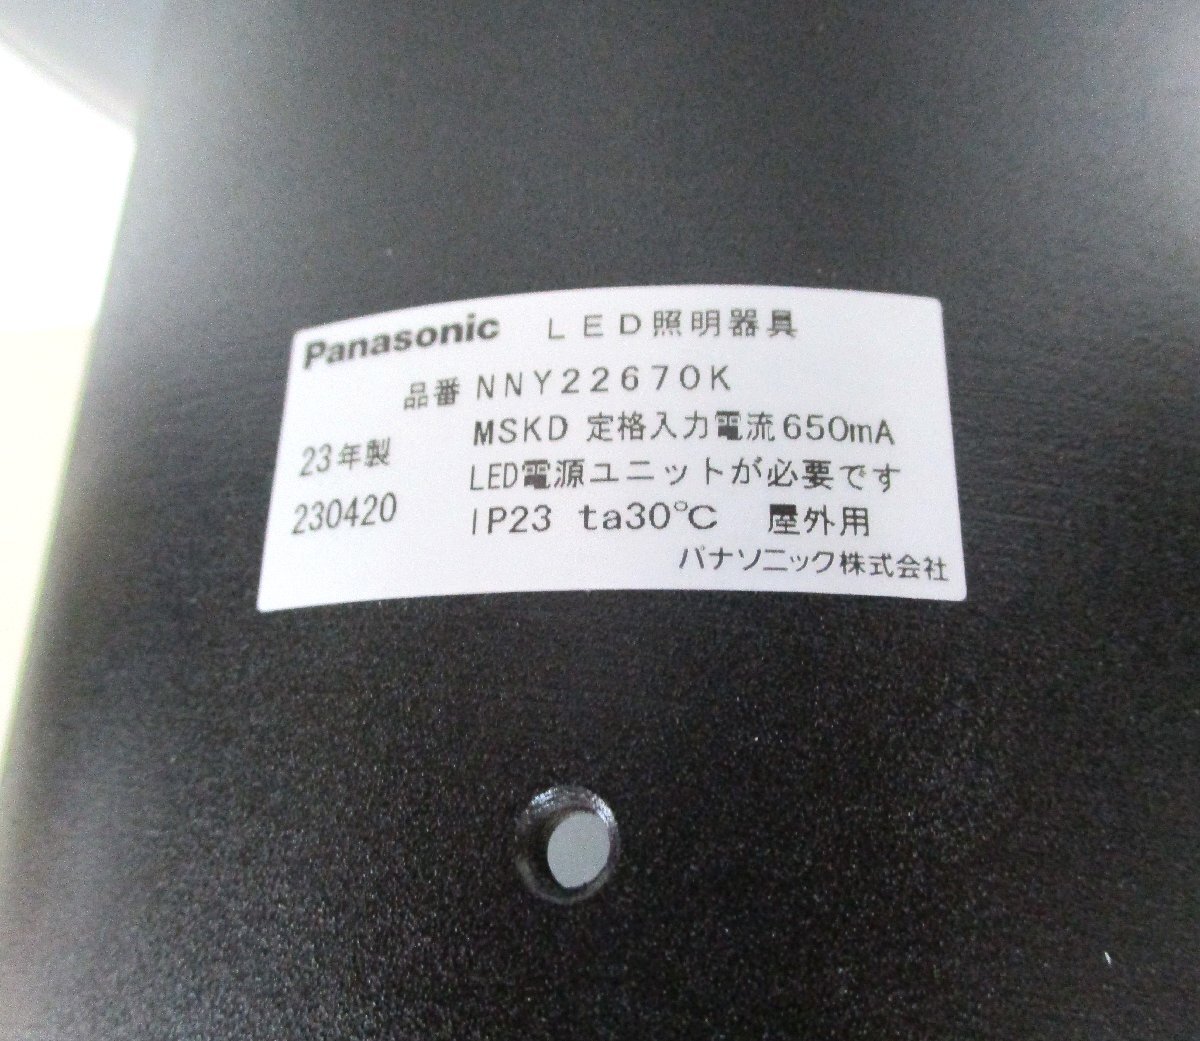 Panasonic LED照明器具
品番 NNY22670K
MSKD 定格入力電流650mA
23年製
LED電源ユニットが必要です
230420
IP23 ta30℃ 屋外用
パナソニック株式会社